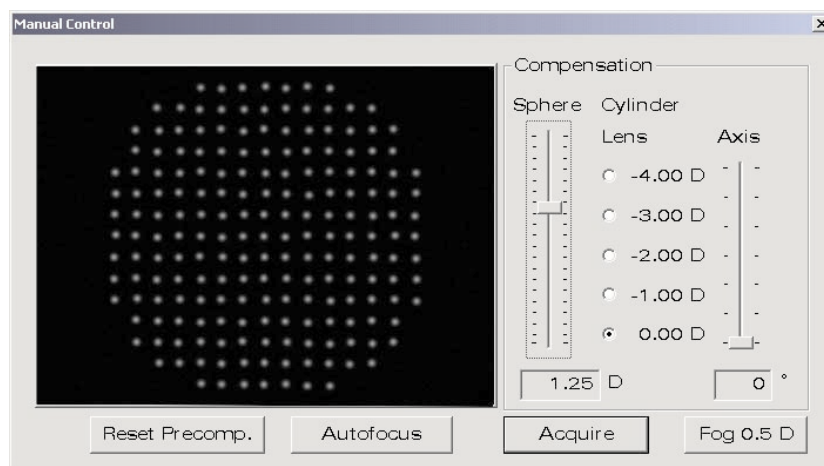 Manual Control
Compensation
Sphere Cylinder
Lens Axis
-4.00 D
-3.00 D
-2.00 D
-1.00 D
0.00 D
1.25 D 0 °
Reset Precomp. Autofocus Acquire Fog 0.5 D